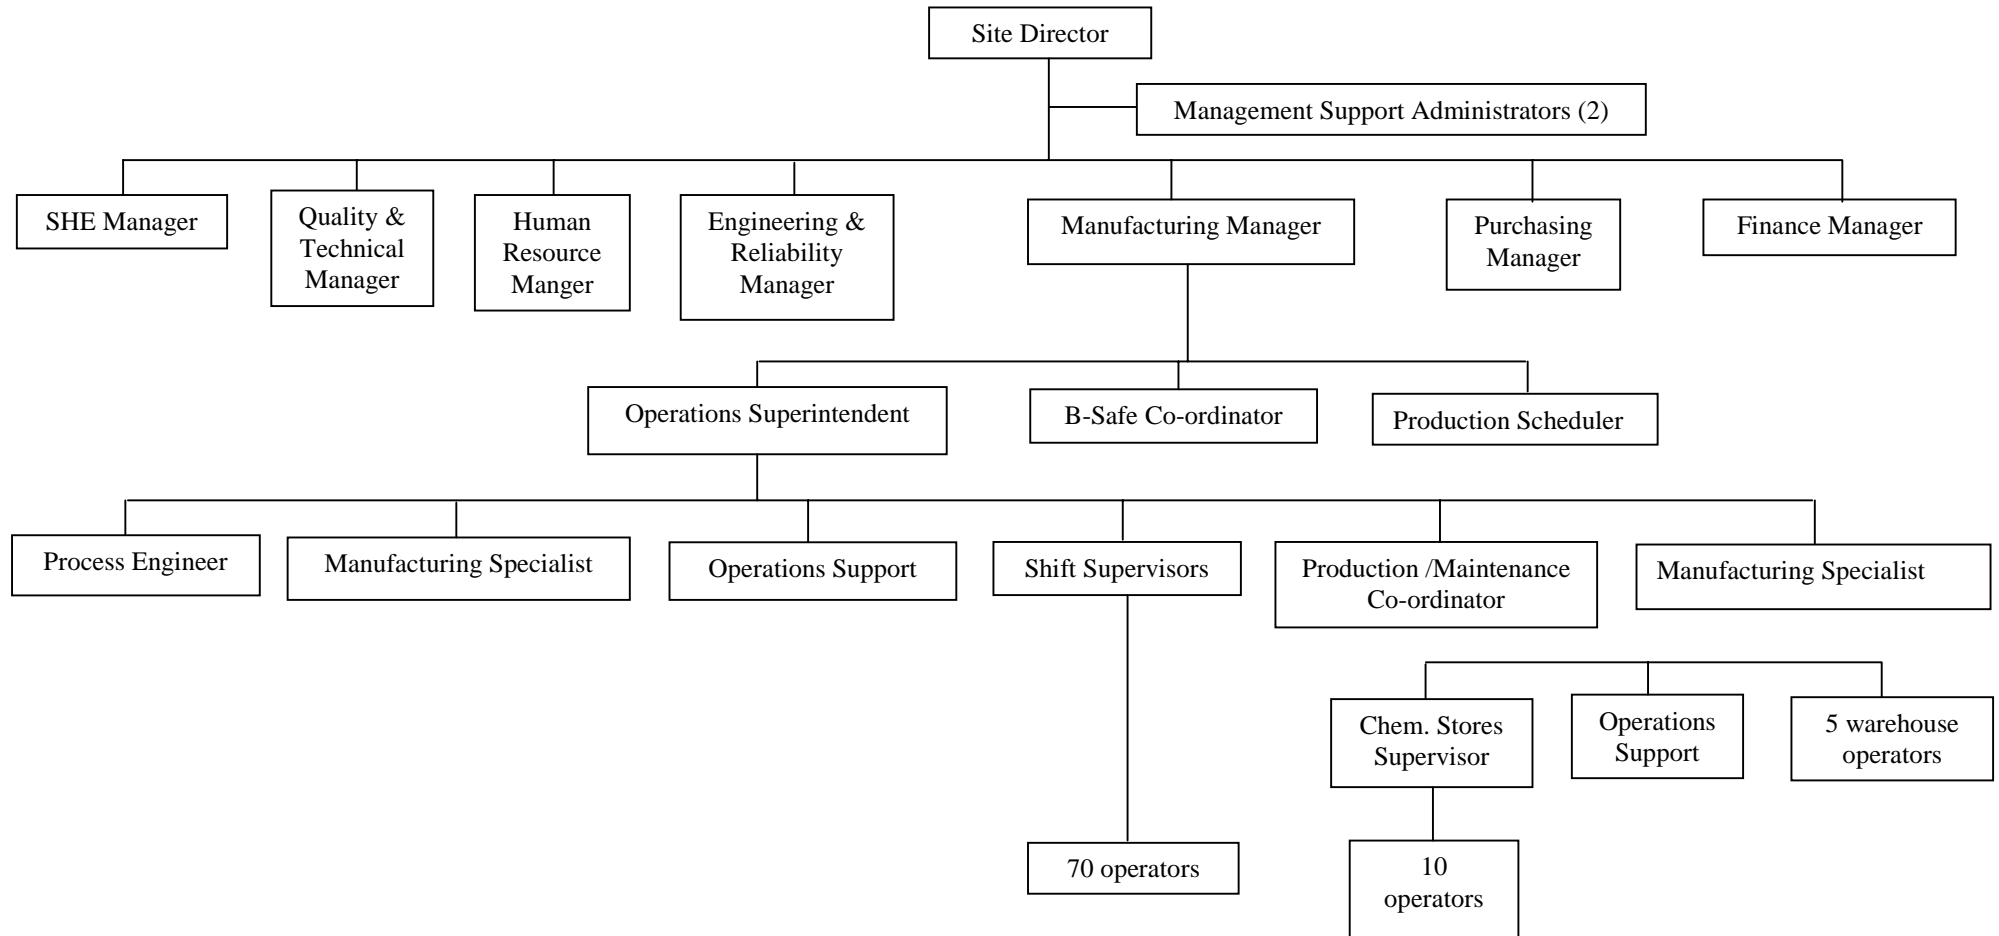 Site Director
Management Support Administrators (2)
SHE Manager
Quality &
Technical
Manager
Human
Resource
Manger
Engineering &
Reliability
Manager
Manufacturing Manager
Purchasing
Manager
Finance Manager
Operations Superintendent
B-Safe Co-ordinator
Production Scheduler
Process Engineer
Manufacturing Specialist
Operations Support
Shift Supervisors
Production /Maintenance
Co-ordinator
Manufacturing Specialist
Chem. Stores
Supervisor
Operations
Support
5 warehouse
operators
70 operators
10
operators